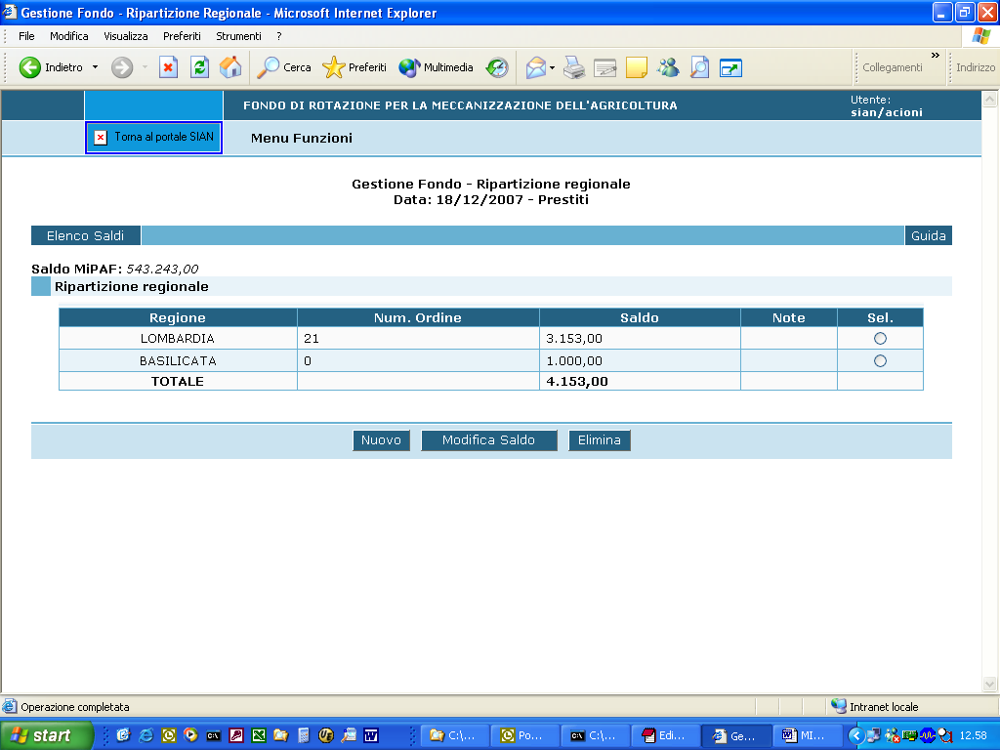 Gestione Fondo - Ripartizione Regionale - Microsoft Internet Explorer
File Modifica Visualizza Preferiti Strumenti ?
Indietro Cerca Preferiti Multimedia Collegamenti » Indirizzo
FONDO DI ROTAZIONE PER LA MECCANIZZAZIONE DELL'AGRICOLTURA
Utente:
sian/acioni
Torna al portale SIAN
Menu Funzioni
Gestione Fondo - Ripartizione regionale
Data: 18/12/2007 - Prestiti
Elenco Saldi Guida
Saldo MiPAF: 543.243,00
Ripartizione regionale
Regione Num. Ordine Saldo Note Sel.
LOMBARDIA 21 3.153,00
BASILICATA 0 1.000,00
TOTALE 4.153,00
Nuovo Modifica Saldo Elimina
Operazione completata Intranet locale
start C:\... Po... C:\... Edi... Ge... MI... 12.58